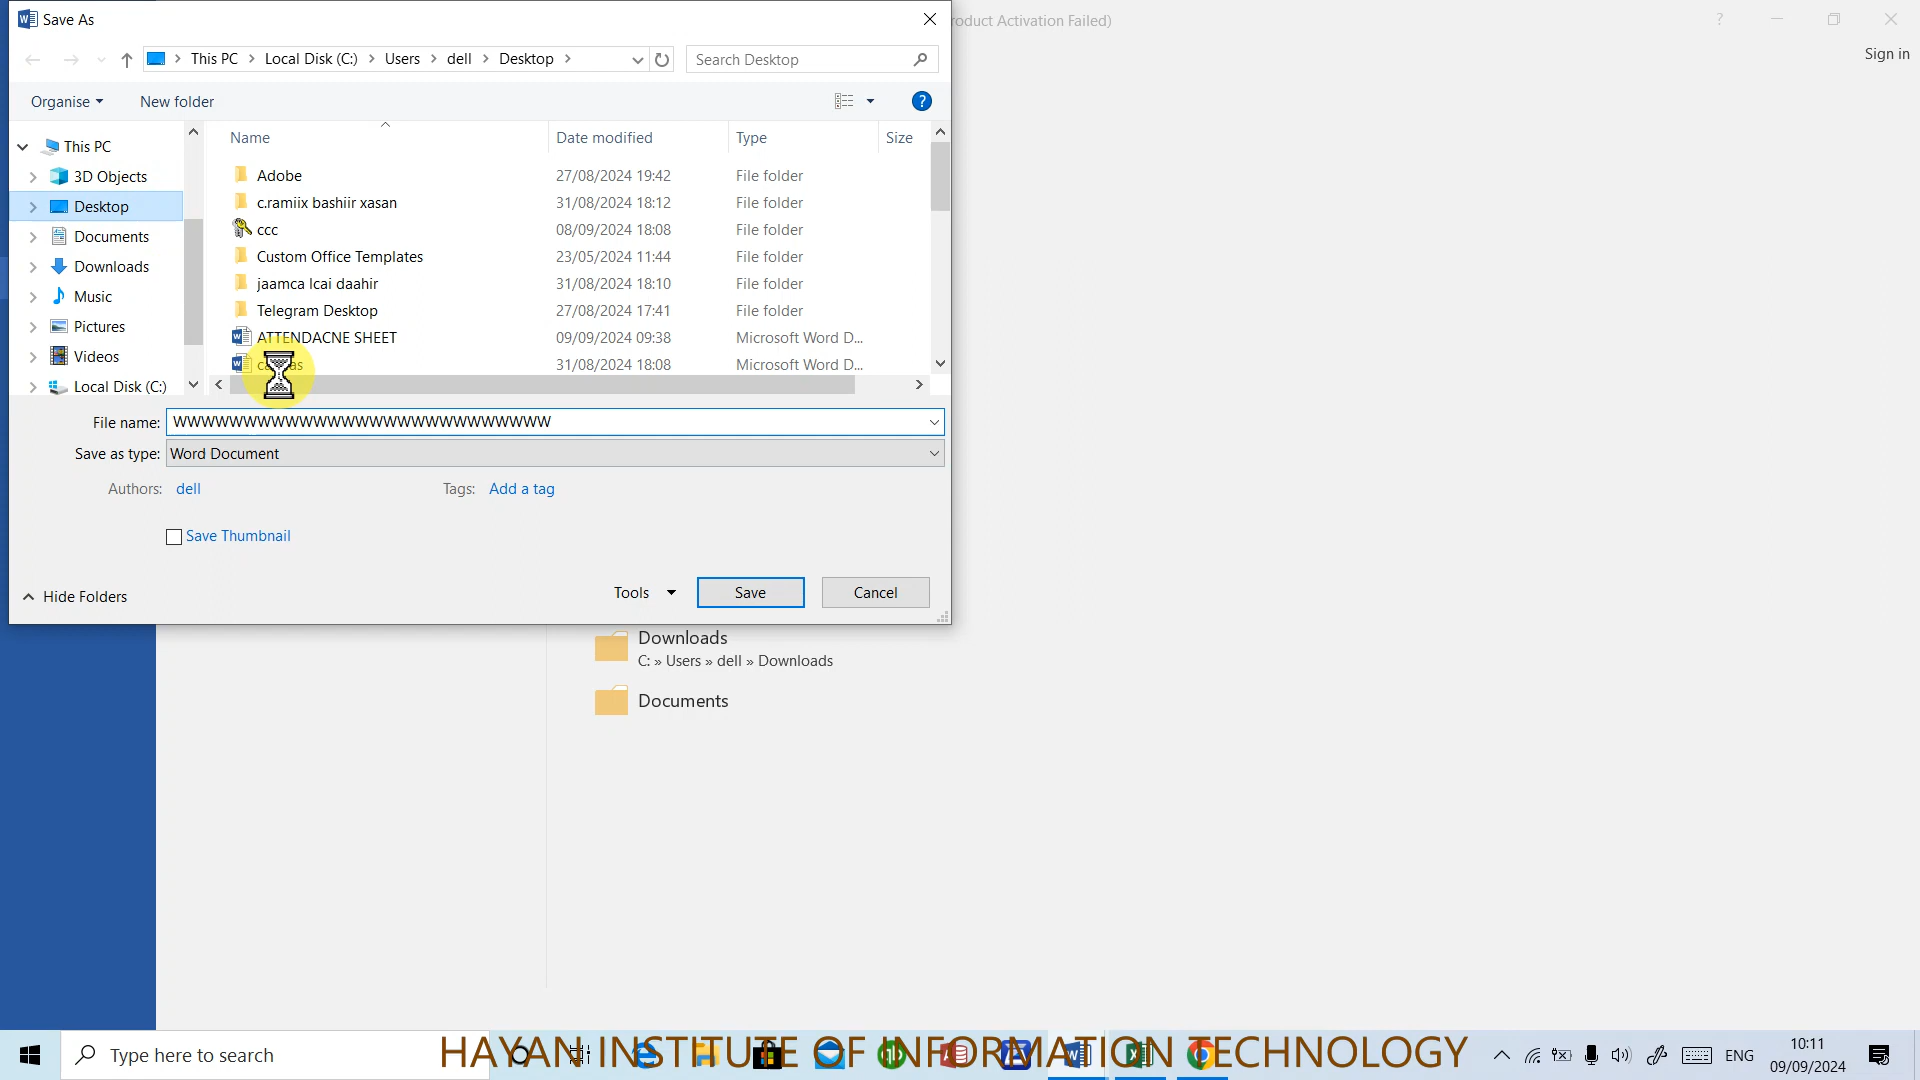 Save As
roduct Activation Failed)
Sign in
This PC
Local Disk (C:)
Users
dell
Desktop
Search Desktop
Organise
New folder
Name
Date modified
Type
Size
This PC
3D Objects
Desktop
Documents
Downloads
Music
Pictures
Videos
Local Disk (C:)
Adobe 27/08/2024 19:42 File folder
c.ramiix bashiir xasan 31/08/2024 18:12 File folder
ccc 08/09/2024 18:08 File folder
Custom Office Templates 23/05/2024 11:44 File folder
jaamca lcai daahir 31/08/2024 18:10 File folder
Telegram Desktop 27/08/2024 17:41 File folder
ATTENDACNE SHEET 09/09/2024 09:38 Microsoft Word D...
31/08/2024 18:08 Microsoft Word D...
File name: WWWWWWWWWWWWWWWWWWWWWWWWWWW
Save as type: Word Document
Authors: dell
Tags: Add a tag
Save Thumbnail
Hide Folders
Tools
Save
Cancel
Downloads
C: » Users » dell » Downloads
Documents
Type here to search
HAYAN INSTITUTE OF INFORMATION TECHNOLOGY
ENG
10:11
09/09/2024